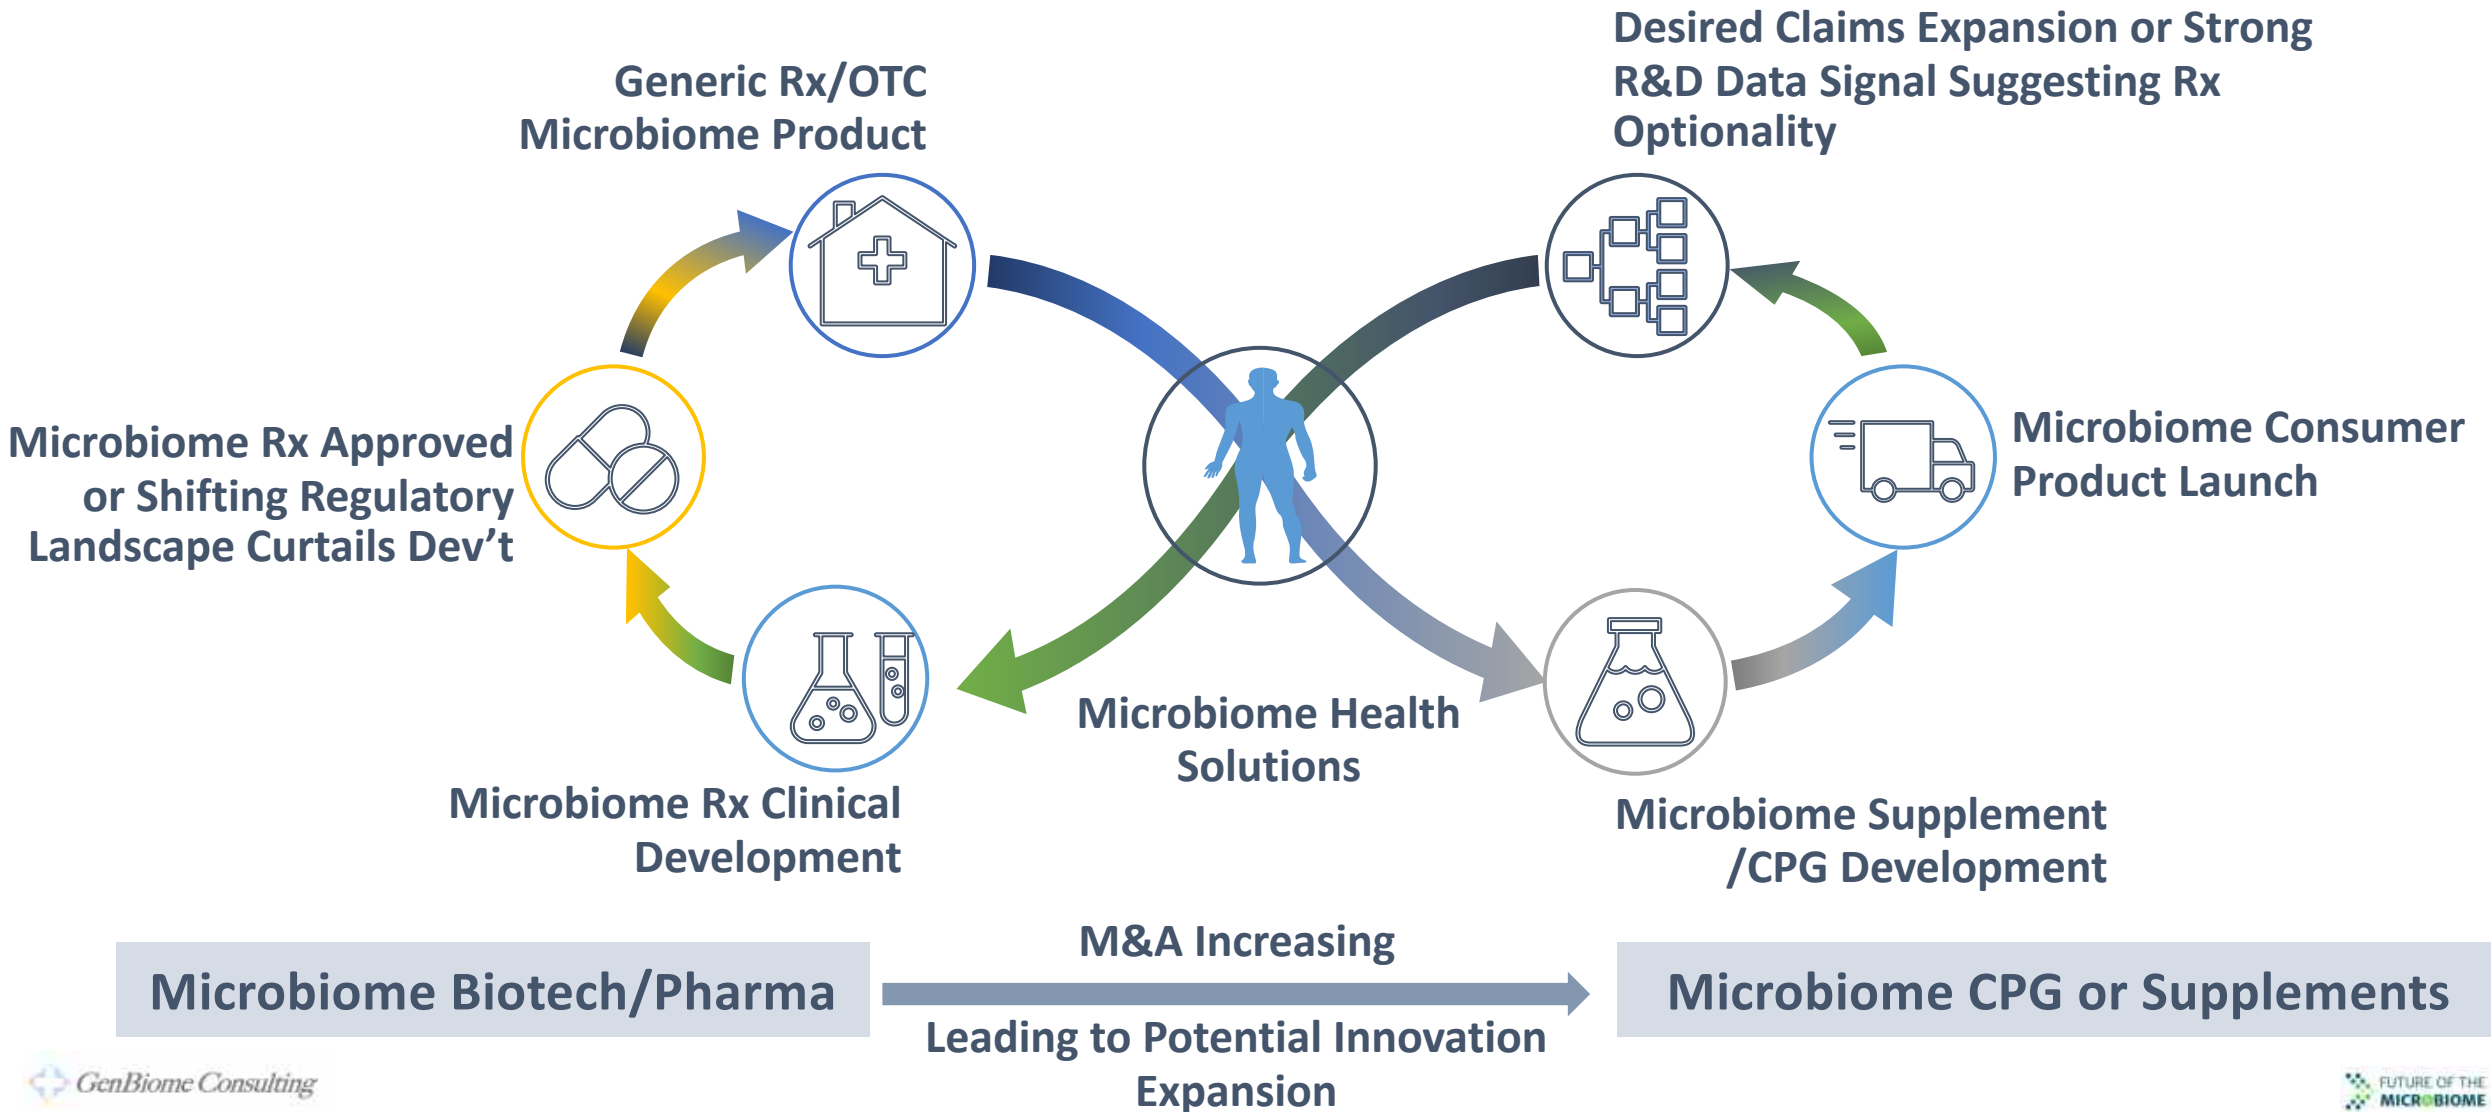 Desired Claims Expansion or Strong
R&D Data Signal Suggesting Rx
Optionality
Generic Rx/OTC
Microbiome Product
Microbiome Rx Approved
or Shifting Regulatory
Landscape Curtails Dev’t
Microbiome Consumer
Product Launch
Microbiome Health
Solutions
Microbiome Rx Clinical
Development
Microbiome Supplement
/CPG Development
M&A Increasing
Microbiome Biotech/Pharma
Microbiome CPG or Supplements
Leading to Potential Innovation
Expansion
GenBiome Consulting
FUTURE OF THE
MICROBIOME